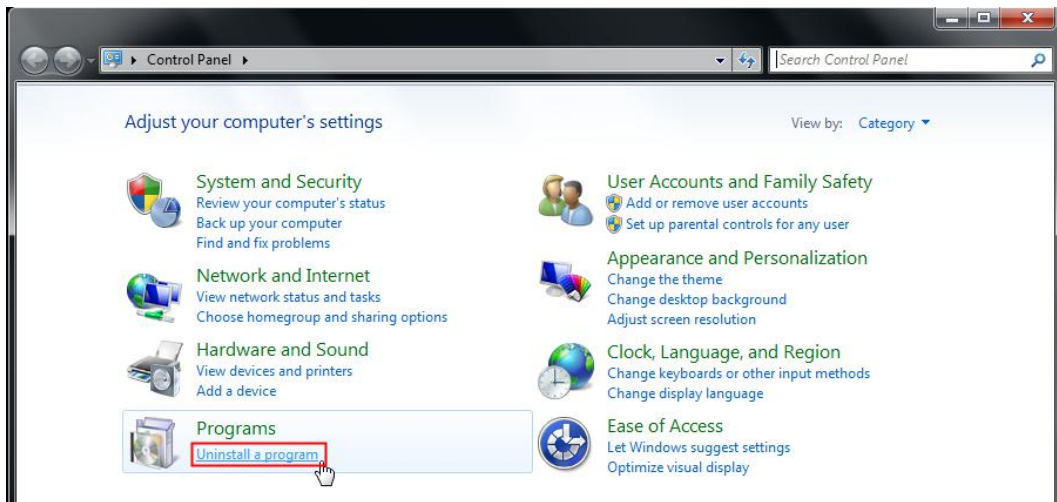 Control Panel
Search Control Panel
Adjust your computer's settings
View by: Category
System and Security
Review your computer's status
Back up your computer
Find and fix problems
Network and Internet
View network status and tasks
Choose homegroup and sharing options
Hardware and Sound
View devices and printers
Add a device
Programs
Uninstall a program
User Accounts and Family Safety
Add or remove user accounts
Set up parental controls for any user
Appearance and Personalization
Change the theme
Change desktop background
Adjust screen resolution
Clock, Language, and Region
Change keyboards or other input methods
Change display language
Ease of Access
Let Windows suggest settings
Optimize visual display